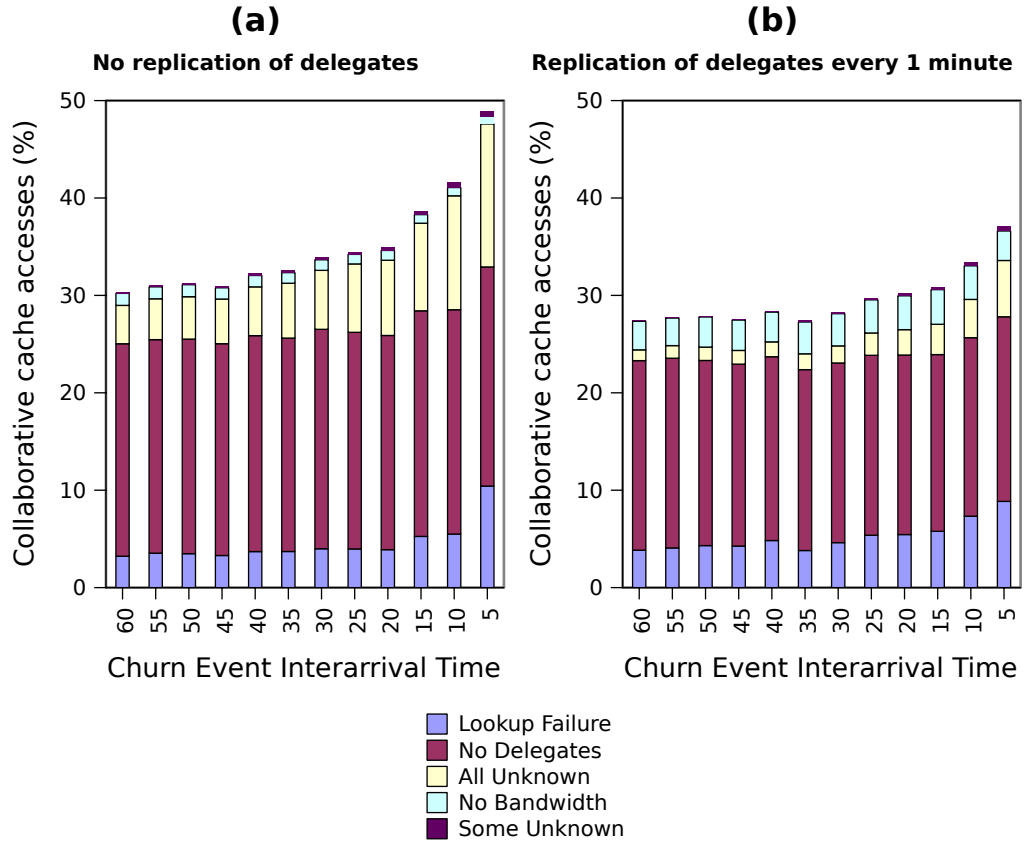 (a)
No replication of delegates
Collaborative cache accesses (%)
50
40
30
20
10
0
60 55 50 45 40 35 30 25 20 15 10 5
Churn Event Interarrival Time
(b)
Replication of delegates every 1 minute
Collaborative cache accesses (%)
50
40
30
20
10
0
60 55 50 45 40 35 30 25 20 15 10 5
Churn Event Interarrival Time
Lookup Failure
No Delegates
All Unknown
No Bandwidth
Some Unknown